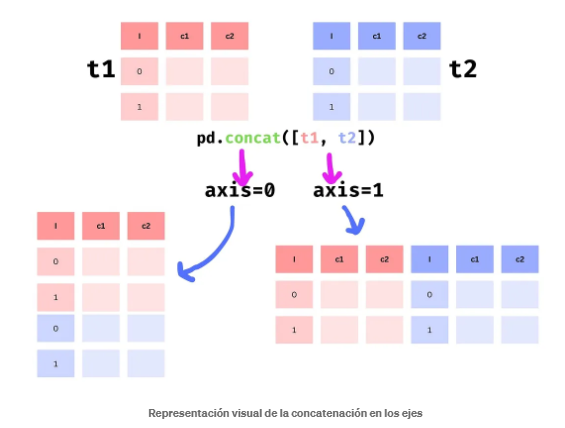 I c1 c2
I c1 c2
t1
t2
0
0
1
1
pd.concat([t1, t2])
axis=0
axis=1
I c1 c2
0
1
0
1
I c1 c2 I c1 c2
0 0
1 1
Representación visual de la concatenación en los ejes